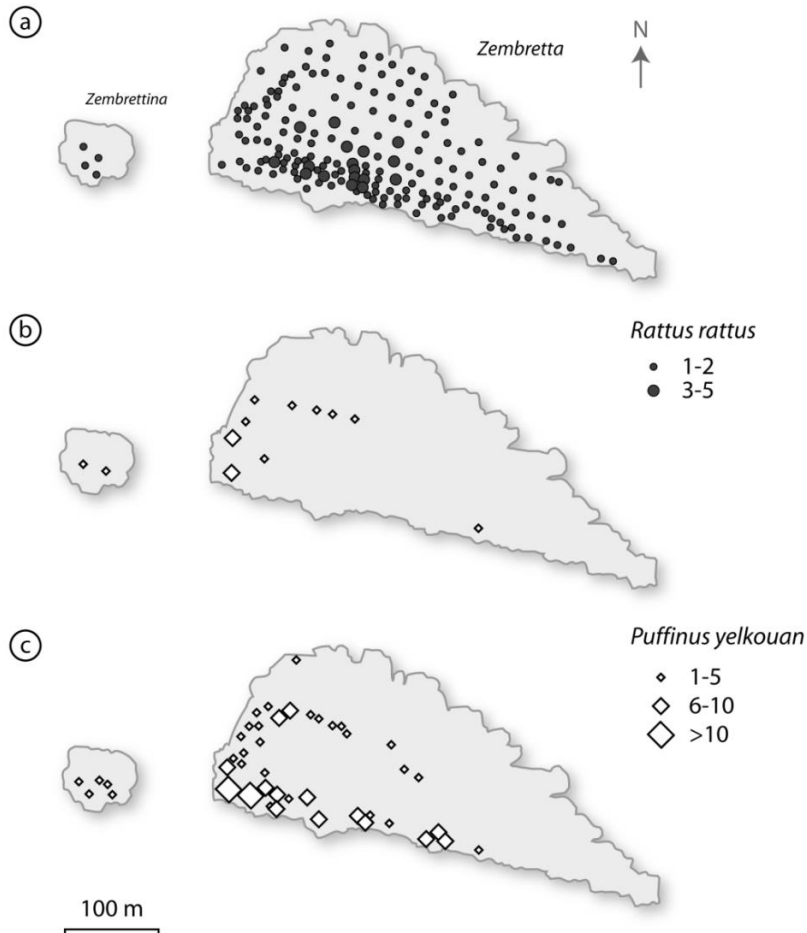 a
Zembretta
N
Zembrettina
b
Rattus rattus
1-2
3-5
c
Puffinus yelkouan
1-5
6-10
>10
100 m